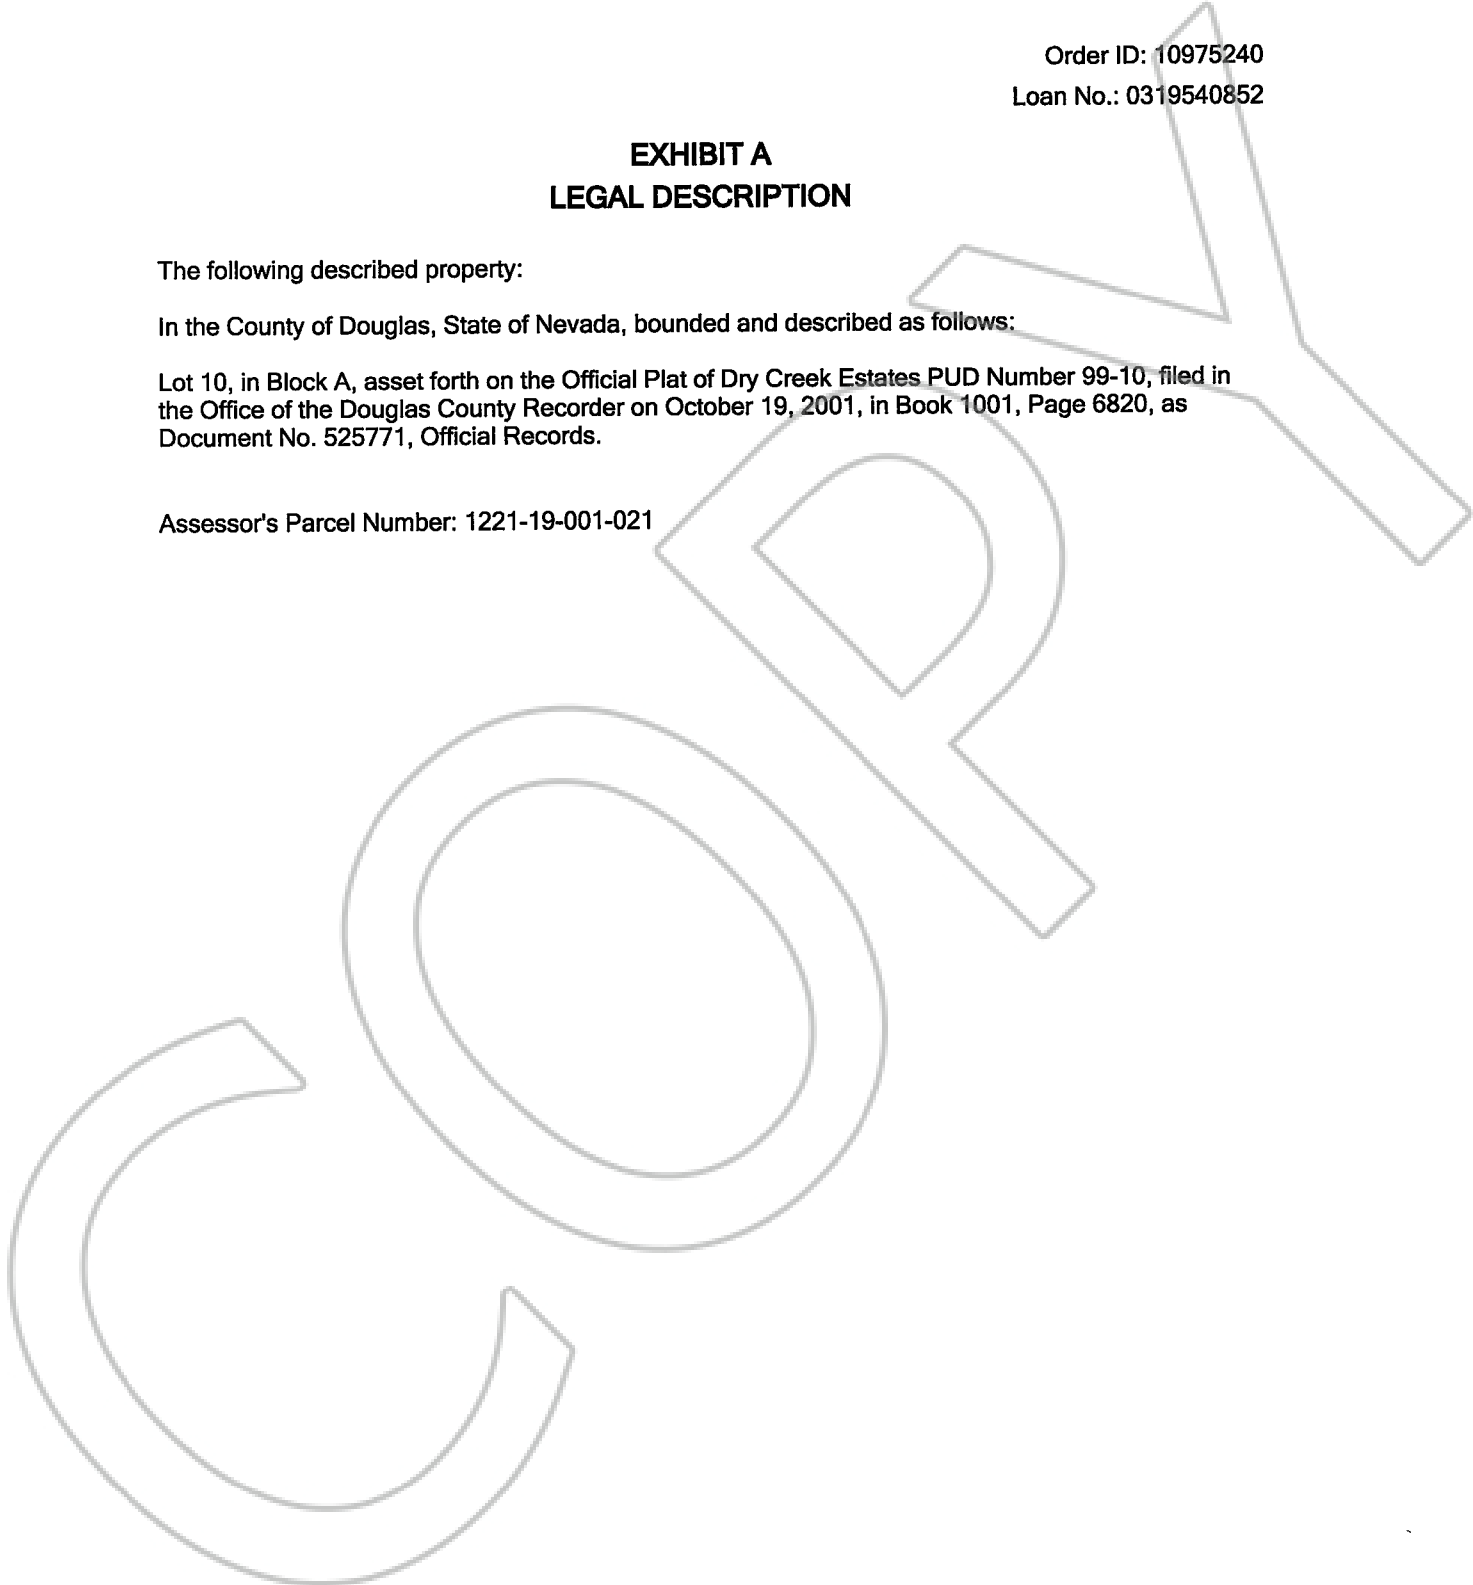 Order ID: 10975240
Loan No.: 0319540852
EXHIBIT A
LEGAL DESCRIPTION
The following described property:
In the County of Douglas, State of Nevada, bounded and described as follows:
Lot 10, in Block A, asset forth on the Official Plat of Dry Creek Estates PUD Number 99-10, filed in
the Office of the Douglas County Recorder on October 19, 2001, in Book 1001, Page 6820, as
Document No. 525771, Official Records.
Assessor's Parcel Number: 1221-19-001-021
COPY